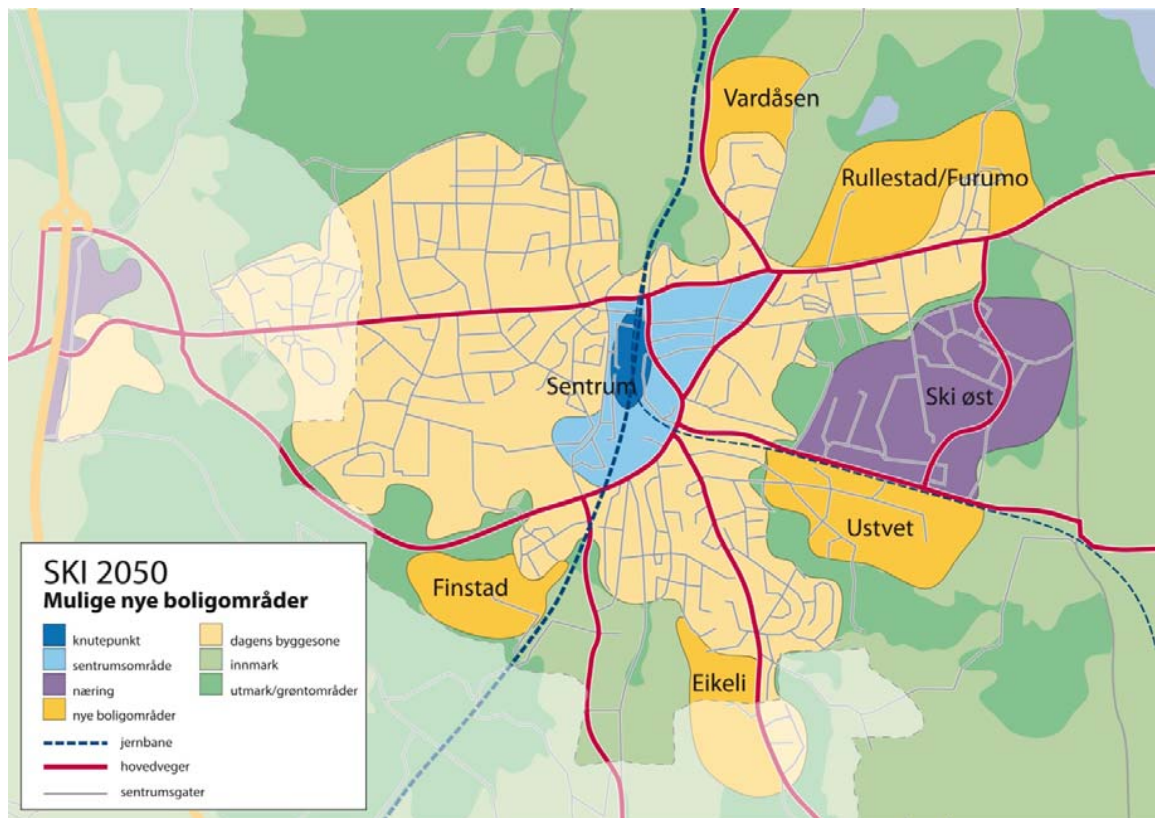 Vardåsen
Rullestad/Furumo
Sentrum
Ski øst
Ustvet
Finstad
Eikeli
SKI 2050
Mulige nye boligområder
knutepunkt
sentrumsområde
næring
nye boligområder
dagens byggesone
innmark
utmark/grøntområder
jernbane
hovedveger
sentrumsgater